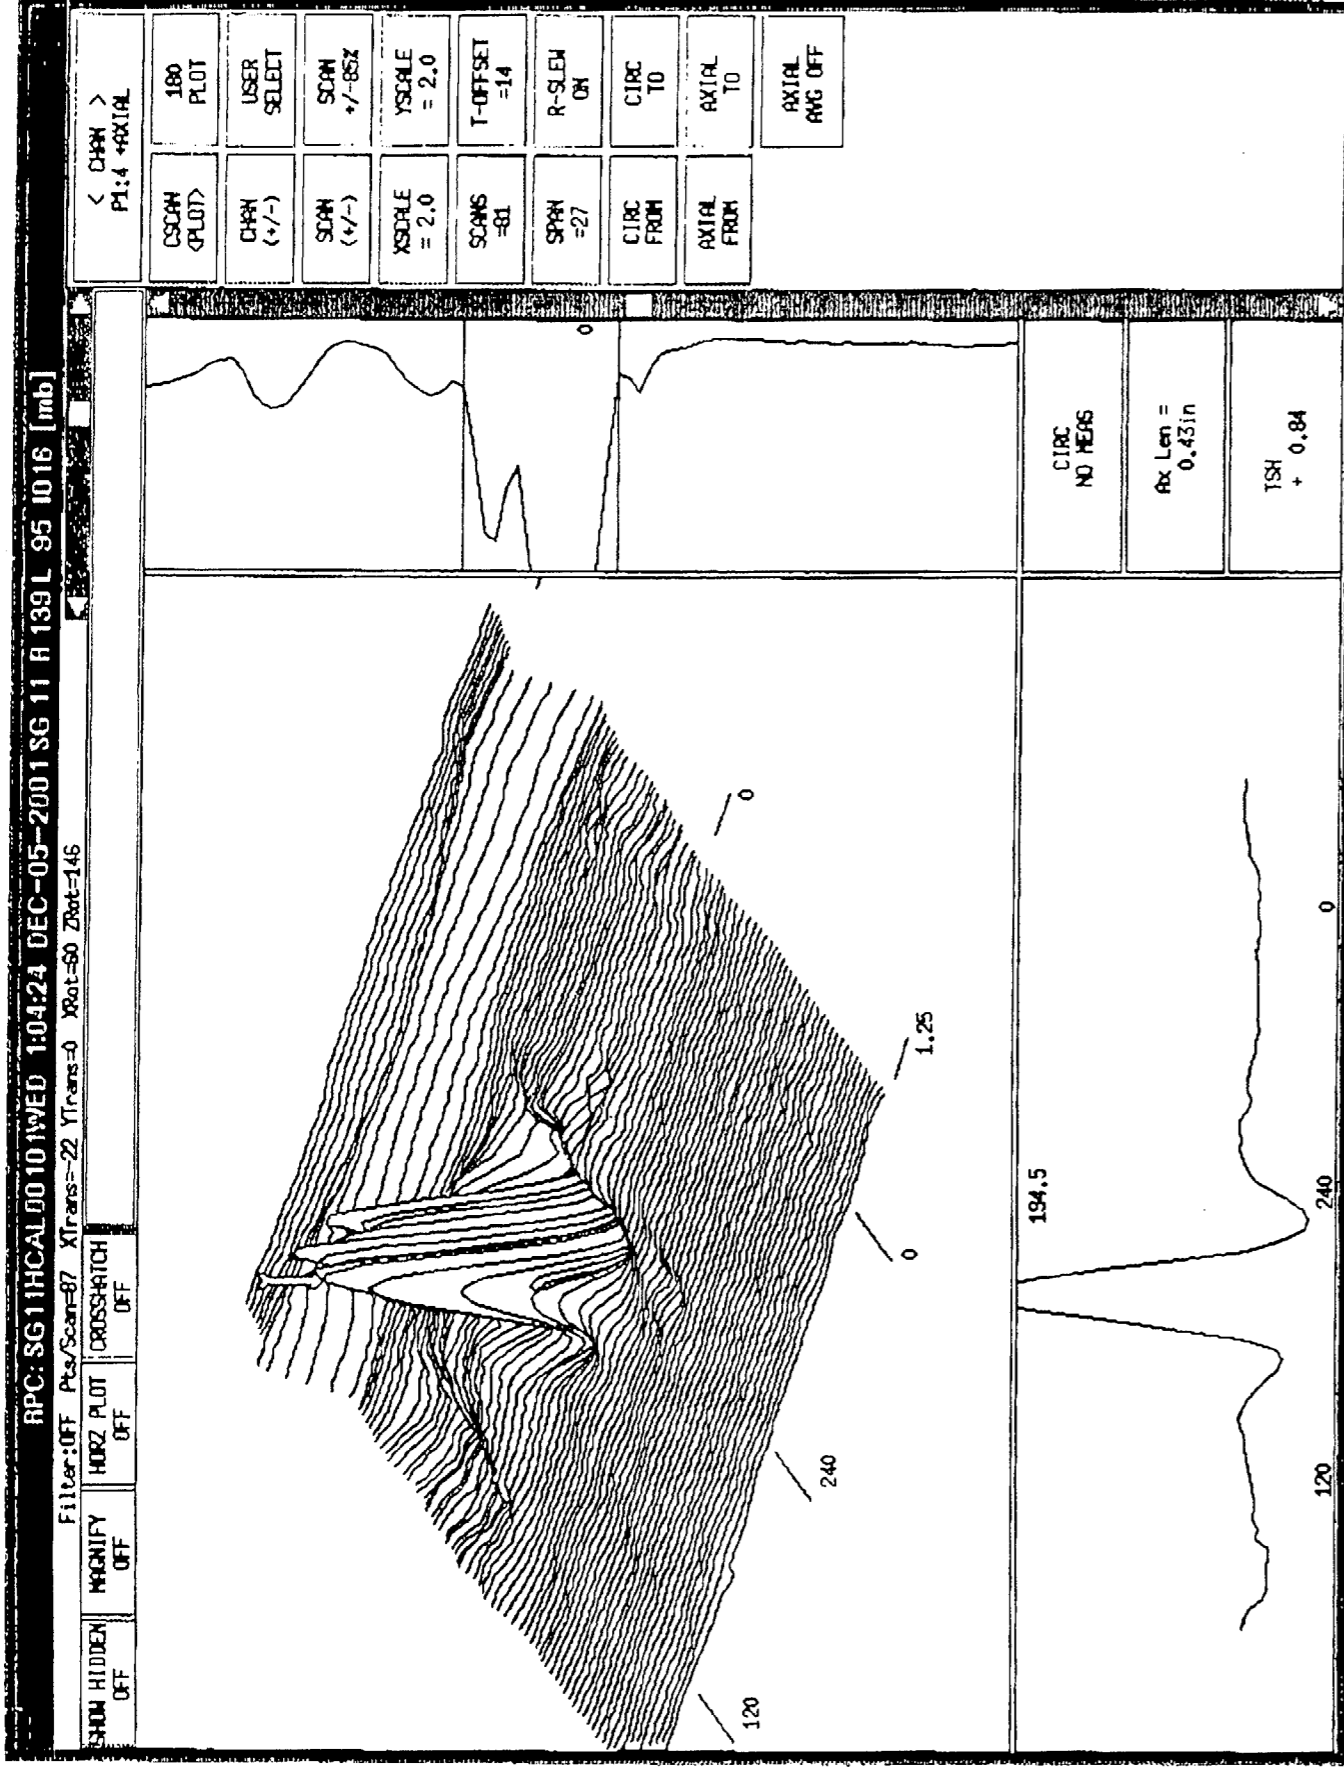 RPC: SG11HCAL00101WED 1:04:24 DEC-05-2001 SG 11 R 139 L 95 ID16 [mb]
Filter:OFF Pts/Scan=87 XTrans=-22 YTrans=0 XRot=60 ZRot=146
SHOW HIDDEN
OFF
MAGNIFY
OFF
HORZ PLOT
OFF
CROSSHATCH
OFF
< CHAN >
P1:4 +AXIAL
CSCAN
<PLOT>
180
PLOT
CHAN
(+/-)
USER
SELECT
SCAN
(+/-)
SCAN
+/-85%
XSCALE
= 2.0
YSCALE
= 2.0
SCANS
=81
T-OFFSET
=14
SPAN
=27
R-SLEW
ON
CIRC
FROM
CIRC
TO
AXIAL
FROM
AXIAL
TO
AXIAL
AVG OFF
0
0
1.25
0
240
120
194.5
120
240
0
CIRC
NO MEAS
Ax Len =
0.43in
TSH
+ 0.84